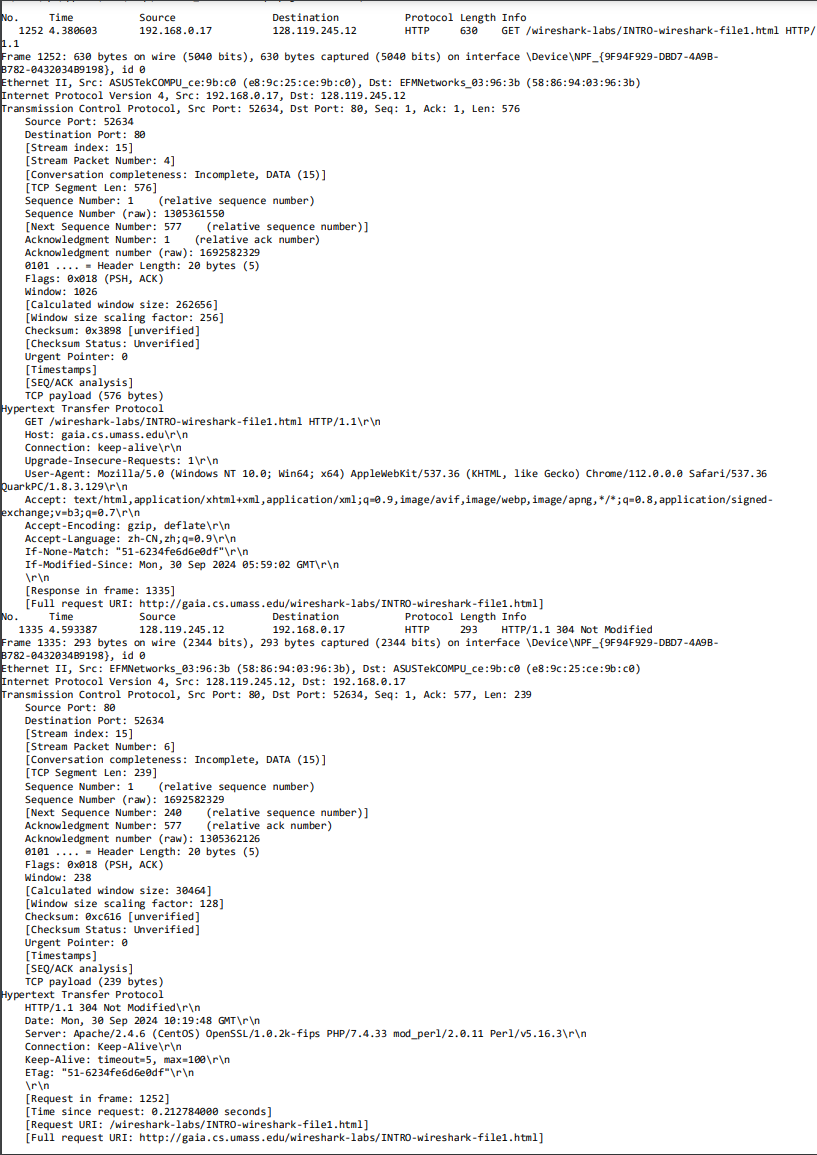 No.     Time           Source                Destination           Protocol Length Info
   1252 4.380603       192.168.0.17          128.119.245.12        HTTP     630    GET /wireshark-labs/INTRO-wireshark-file1.html HTTP/
1.1
Frame 1252: 630 bytes on wire (5040 bits), 630 bytes captured (5040 bits) on interface \Device\NPF_{9F94F929-DBD7-4A9B-
B782-0432034B9198}, id 0
Ethernet II, Src: ASUSTekCOMPU_ce:9b:c0 (e8:9c:25:ce:9b:c0), Dst: EFMNetworks_03:96:3b (58:86:94:03:96:3b)
Internet Protocol Version 4, Src: 192.168.0.17, Dst: 128.119.245.12
Transmission Control Protocol, Src Port: 52634, Dst Port: 80, Seq: 1, Ack: 1, Len: 576
    Source Port: 52634
    Destination Port: 80
    [Stream index: 15]
    [Stream Packet Number: 4]
    [Conversation completeness: Incomplete, DATA (15)]
    [TCP Segment Len: 576]
    Sequence Number: 1    (relative sequence number)
    Sequence Number (raw): 1305361550
    [Next Sequence Number: 577    (relative sequence number)]
    Acknowledgment Number: 1    (relative ack number)
    Acknowledgment number (raw): 1692582329
    0101 .... = Header Length: 20 bytes (5)
    Flags: 0x018 (PSH, ACK)
    Window: 1026
    [Calculated window size: 262656]
    [Window size scaling factor: 256]
    Checksum: 0x3898 [unverified]
    [Checksum Status: Unverified]
    Urgent Pointer: 0
    [Timestamps]
    [SEQ/ACK analysis]
    TCP payload (576 bytes)
Hypertext Transfer Protocol
    GET /wireshark-labs/INTRO-wireshark-file1.html HTTP/1.1\r\n
    Host: gaia.cs.umass.edu\r\n
    Connection: keep-alive\r\n
    Upgrade-Insecure-Requests: 1\r\n
    User-Agent: Mozilla/5.0 (Windows NT 10.0; Win64; x64) AppleWebKit/537.36 (KHTML, like Gecko) Chrome/112.0.0.0 Safari/537.36
QuarkPC/1.8.3.129\r\n
    Accept: text/html,application/xhtml+xml,application/xml;q=0.9,image/avif,image/webp,image/apng,*/*;q=0.8,application/signed-
exchange;v=b3;q=0.7\r\n
    Accept-Encoding: gzip, deflate\r\n
    Accept-Language: zh-CN,zh;q=0.9\r\n
    If-None-Match: "51-6234fe6d6e0df"\r\n
    If-Modified-Since: Mon, 30 Sep 2024 05:59:02 GMT\r\n
    \r\n
    [Response in frame: 1335]
    [Full request URI: http://gaia.cs.umass.edu/wireshark-labs/INTRO-wireshark-file1.html]
No.     Time           Source                Destination           Protocol Length Info
   1335 4.593387       128.119.245.12        192.168.0.17          HTTP     293    HTTP/1.1 304 Not Modified
Frame 1335: 293 bytes on wire (2344 bits), 293 bytes captured (2344 bits) on interface \Device\NPF_{9F94F929-DBD7-4A9B-
B782-0432034B9198}, id 0
Ethernet II, Src: EFMNetworks_03:96:3b (58:86:94:03:96:3b), Dst: ASUSTekCOMPU_ce:9b:c0 (e8:9c:25:ce:9b:c0)
Internet Protocol Version 4, Src: 128.119.245.12, Dst: 192.168.0.17
Transmission Control Protocol, Src Port: 80, Dst Port: 52634, Seq: 1, Ack: 577, Len: 239
    Source Port: 80
    Destination Port: 52634
    [Stream index: 15]
    [Stream Packet Number: 6]
    [Conversation completeness: Incomplete, DATA (15)]
    [TCP Segment Len: 239]
    Sequence Number: 1    (relative sequence number)
    Sequence Number (raw): 1692582329
    [Next Sequence Number: 240    (relative sequence number)]
    Acknowledgment Number: 577    (relative ack number)
    Acknowledgment number (raw): 1305362126
    0101 .... = Header Length: 20 bytes (5)
    Flags: 0x018 (PSH, ACK)
    Window: 238
    [Calculated window size: 30464]
    [Window size scaling factor: 128]
    Checksum: 0xc616 [unverified]
    [Checksum Status: Unverified]
    Urgent Pointer: 0
    [Timestamps]
    [SEQ/ACK analysis]
    TCP payload (239 bytes)
Hypertext Transfer Protocol
    HTTP/1.1 304 Not Modified\r\n
    Date: Mon, 30 Sep 2024 10:19:48 GMT\r\n
    Server: Apache/2.4.6 (CentOS) OpenSSL/1.0.2k-fips PHP/7.4.33 mod_perl/2.0.11 Perl/v5.16.3\r\n
    Connection: Keep-Alive\r\n
    Keep-Alive: timeout=5, max=100\r\n
    ETag: "51-6234fe6d6e0df"\r\n
    \r\n
    [Request in frame: 1252]
    [Time since request: 0.212784000 seconds]
    [Request URI: /wireshark-labs/INTRO-wireshark-file1.html]
    [Full request URI: http://gaia.cs.umass.edu/wireshark-labs/INTRO-wireshark-file1.html]